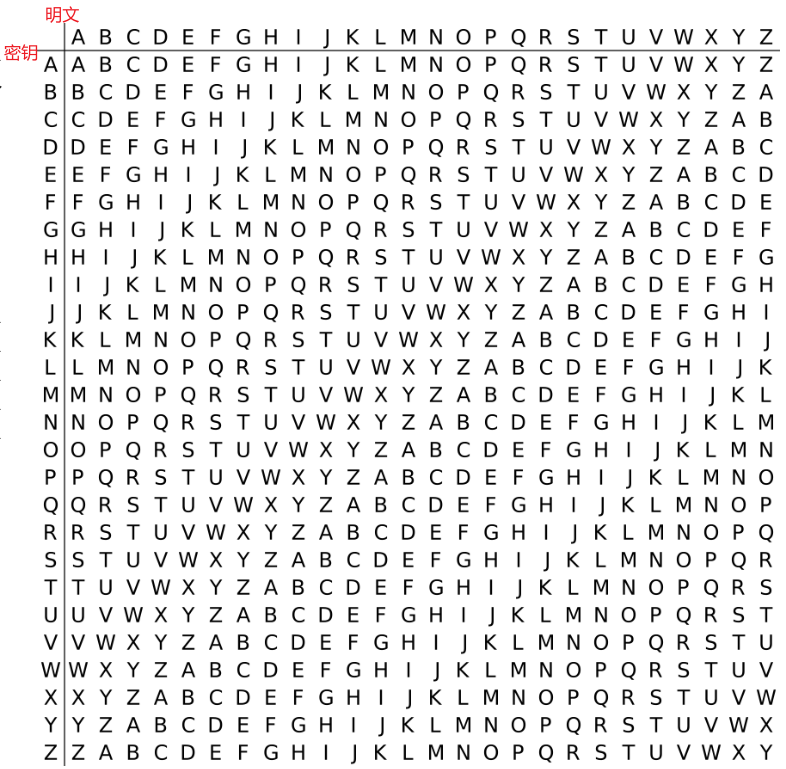 明文
A B C D E F G H I J K L M N O P Q R S T U V W X Y Z
密钥
A A B C D E F G H I J K L M N O P Q R S T U V W X Y Z
B B C D E F G H I J K L M N O P Q R S T U V W X Y Z A
C C D E F G H I J K L M N O P Q R S T U V W X Y Z A B
D D E F G H I J K L M N O P Q R S T U V W X Y Z A B C
E E F G H I J K L M N O P Q R S T U V W X Y Z A B C D
F F G H I J K L M N O P Q R S T U V W X Y Z A B C D E
G G H I J K L M N O P Q R S T U V W X Y Z A B C D E F
H H I J K L M N O P Q R S T U V W X Y Z A B C D E F G
I I J K L M N O P Q R S T U V W X Y Z A B C D E F G H
J J K L M N O P Q R S T U V W X Y Z A B C D E F G H I
K K L M N O P Q R S T U V W X Y Z A B C D E F G H I J
L L M N O P Q R S T U V W X Y Z A B C D E F G H I J K
M M N O P Q R S T U V W X Y Z A B C D E F G H I J K L
N N O P Q R S T U V W X Y Z A B C D E F G H I J K L M
O O P Q R S T U V W X Y Z A B C D E F G H I J K L M N
P P Q R S T U V W X Y Z A B C D E F G H I J K L M N O
Q Q R S T U V W X Y Z A B C D E F G H I J K L M N O P
R R S T U V W X Y Z A B C D E F G H I J K L M N O P Q
S S T U V W X Y Z A B C D E F G H I J K L M N O P Q R
T T U V W X Y Z A B C D E F G H I J K L M N O P Q R S
U U V W X Y Z A B C D E F G H I J K L M N O P Q R S T
V V W X Y Z A B C D E F G H I J K L M N O P Q R S T U
W W X Y Z A B C D E F G H I J K L M N O P Q R S T U V
X X Y Z A B C D E F G H I J K L M N O P Q R S T U V W
Y Y Z A B C D E F G H I J K L M N O P Q R S T U V W X
Z Z A B C D E F G H I J K L M N O P Q R S T U V W X Y